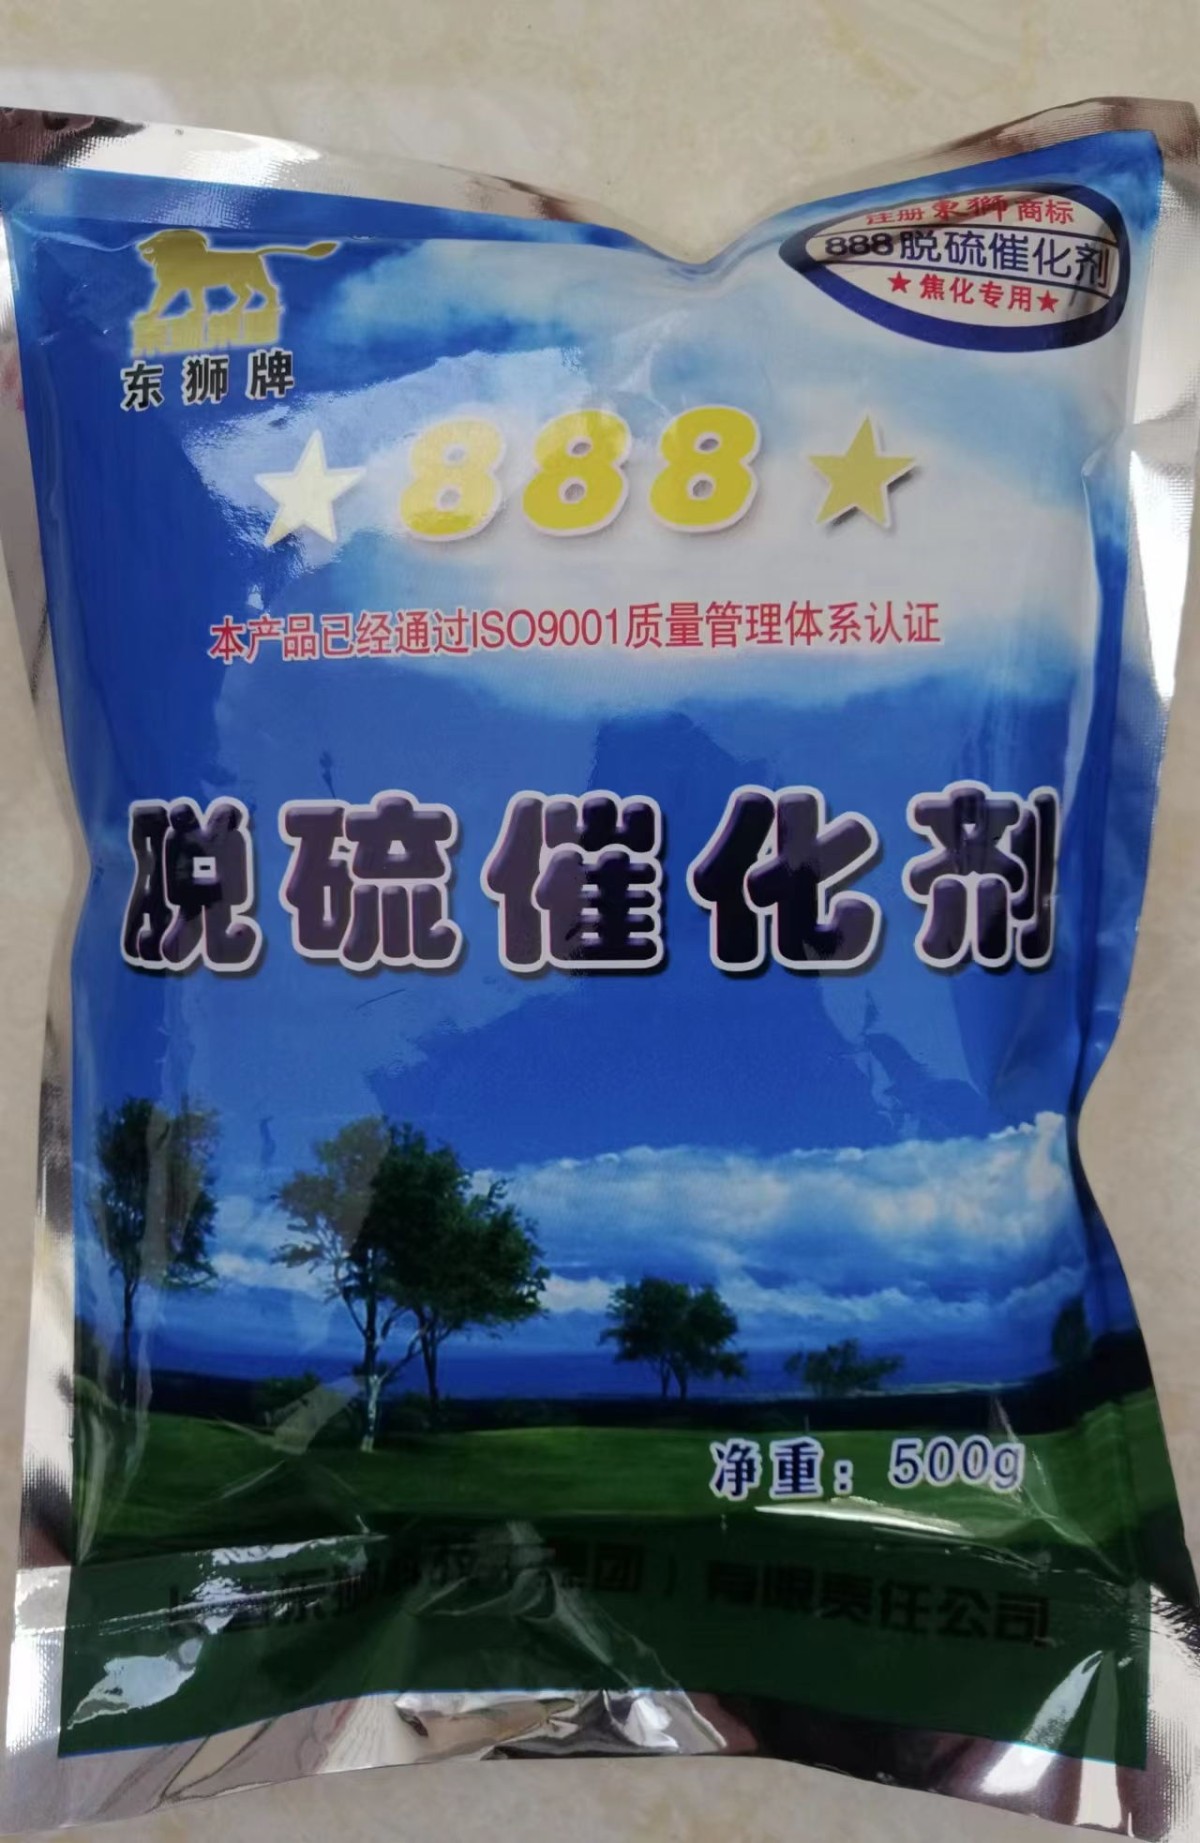 注册东狮商标
888脱硫催化剂
★焦化专用★
东狮牌
★888★
本产品已经通过ISO9001质量管理体系认证
脱硫催化剂
净重：500g
集团）有限责任公司